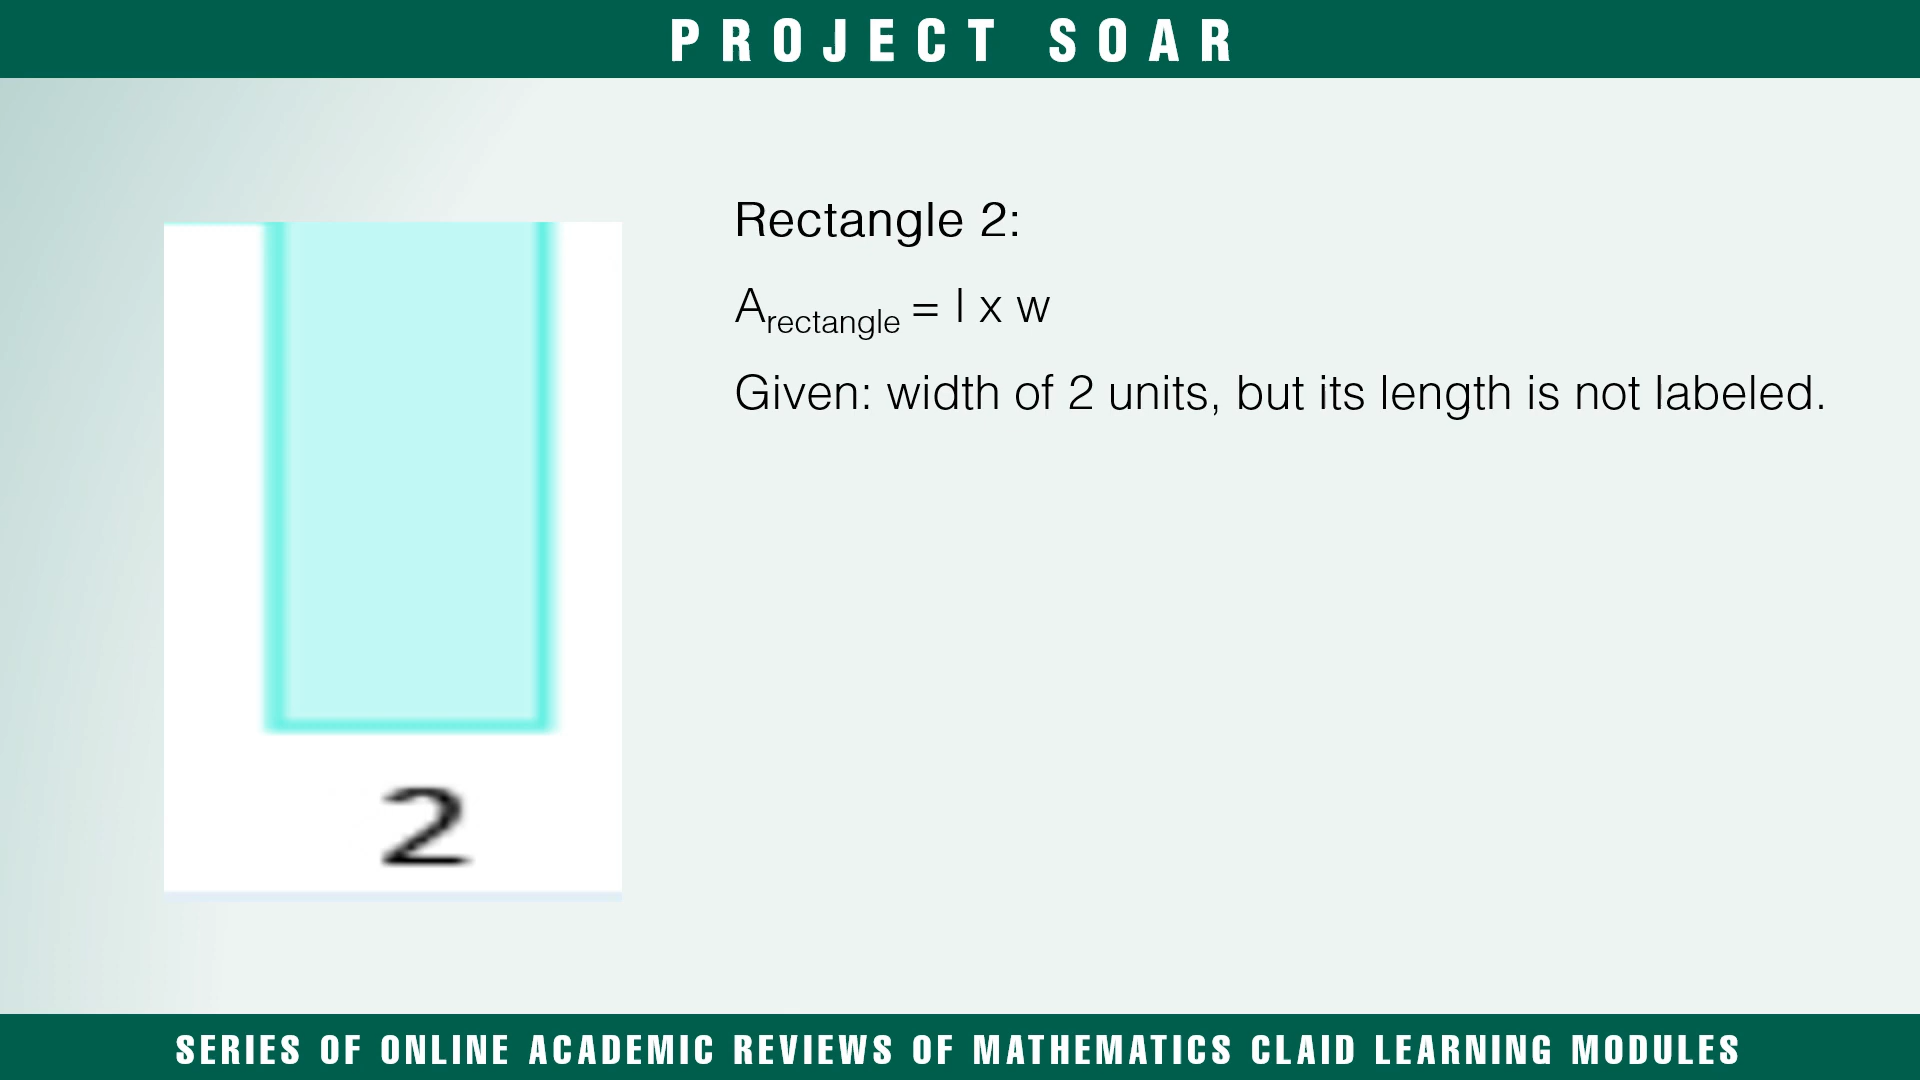 PROJECT SOAR
Rectangle 2:
Arectangle = l x w
Given: width of 2 units, but its length is not labeled.
2
SERIES OF ONLINE ACADEMIC REVIEWS OF MATHEMATICS CLAID LEARNING MODULES